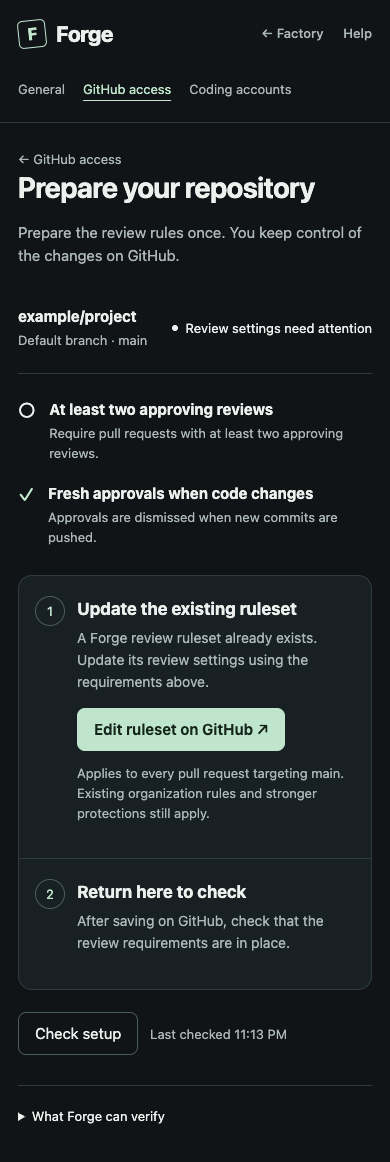 F Forge
← Factory Help
General GitHub access Coding accounts
← GitHub access
Prepare your repository
Prepare the review rules once. You keep control of
the changes on GitHub.
example/project
Default branch · main
• Review settings need attention
At least two approving reviews
Require pull requests with at least two approving
reviews.
✓ Fresh approvals when code changes
Approvals are dismissed when new commits are
pushed.
1 Update the existing ruleset
A Forge review ruleset already exists.
Update its review settings using the
requirements above.
Edit ruleset on GitHub ↗
Applies to every pull request targeting main.
Existing organization rules and stronger
protections still apply.
2 Return here to check
After saving on GitHub, check that the
review requirements are in place.
Check setup Last checked 11:13 PM
▶ What Forge can verify